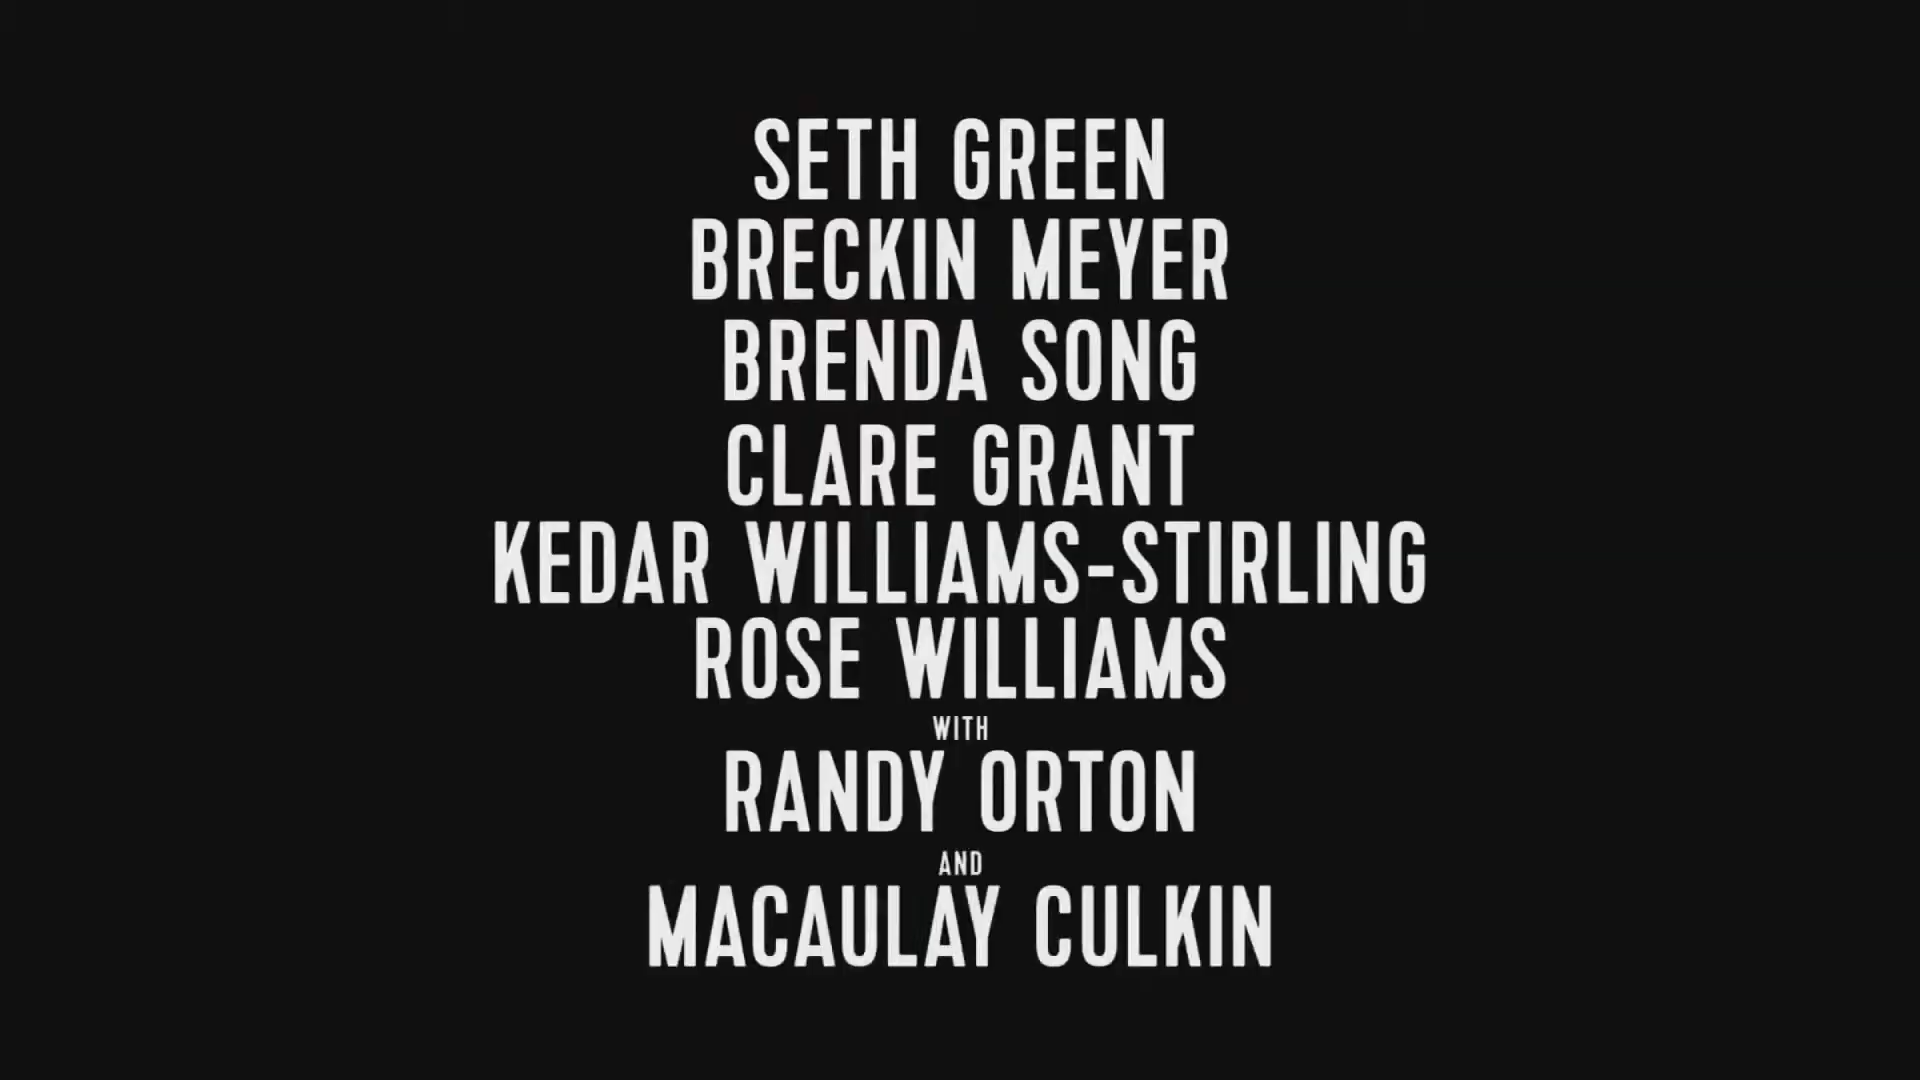 SETH GREEN
BRECKIN MEYER
BRENDA SONG
CLARE GRANT
KEDAR WILLIAMS-STIRLING
ROSE WILLIAMS
WITH
RANDY ORTON
AND
MACAULAY CULKIN